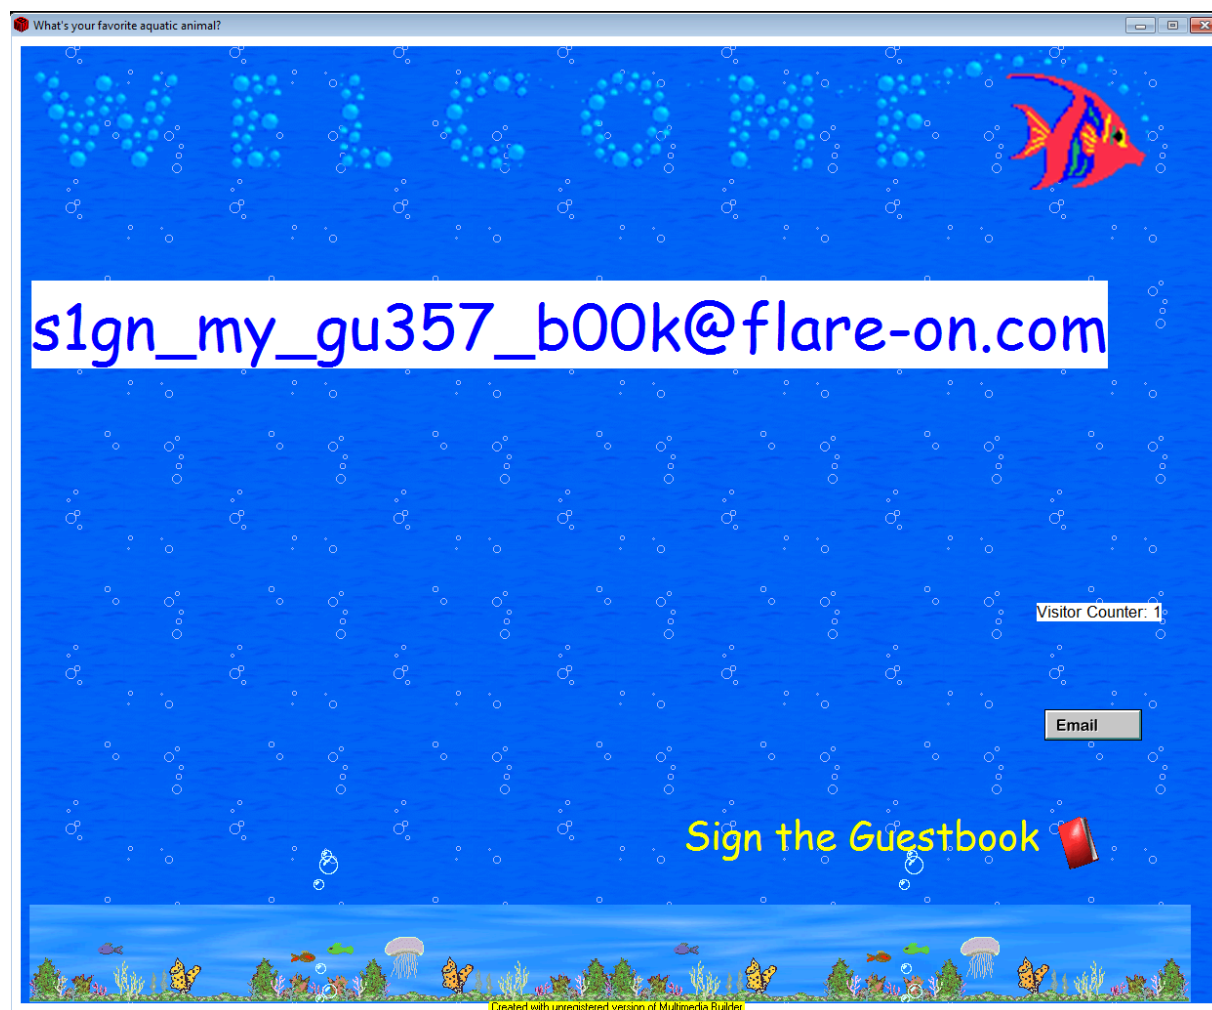 What's your favorite aquatic animal?
WELCOME
s1gn_my_gu357_b00k@flare-on.com
Visitor Counter: 1
Email
Sign the Guestbook
Created with unregistered version of Multimedia Builder